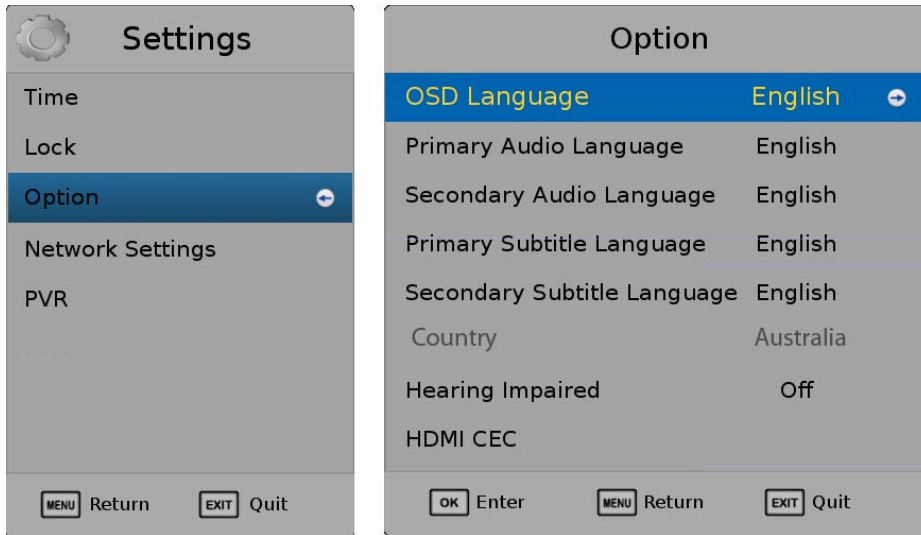 Settings
Time
Lock
Option
Network Settings
PVR
MENU Return EXIT Quit
Option
OSD Language English
Primary Audio Language English
Secondary Audio Language English
Primary Subtitle Language English
Secondary Subtitle Language English
Country Australia
Hearing Impaired Off
HDMI CEC
OK Enter MENU Return EXIT Quit